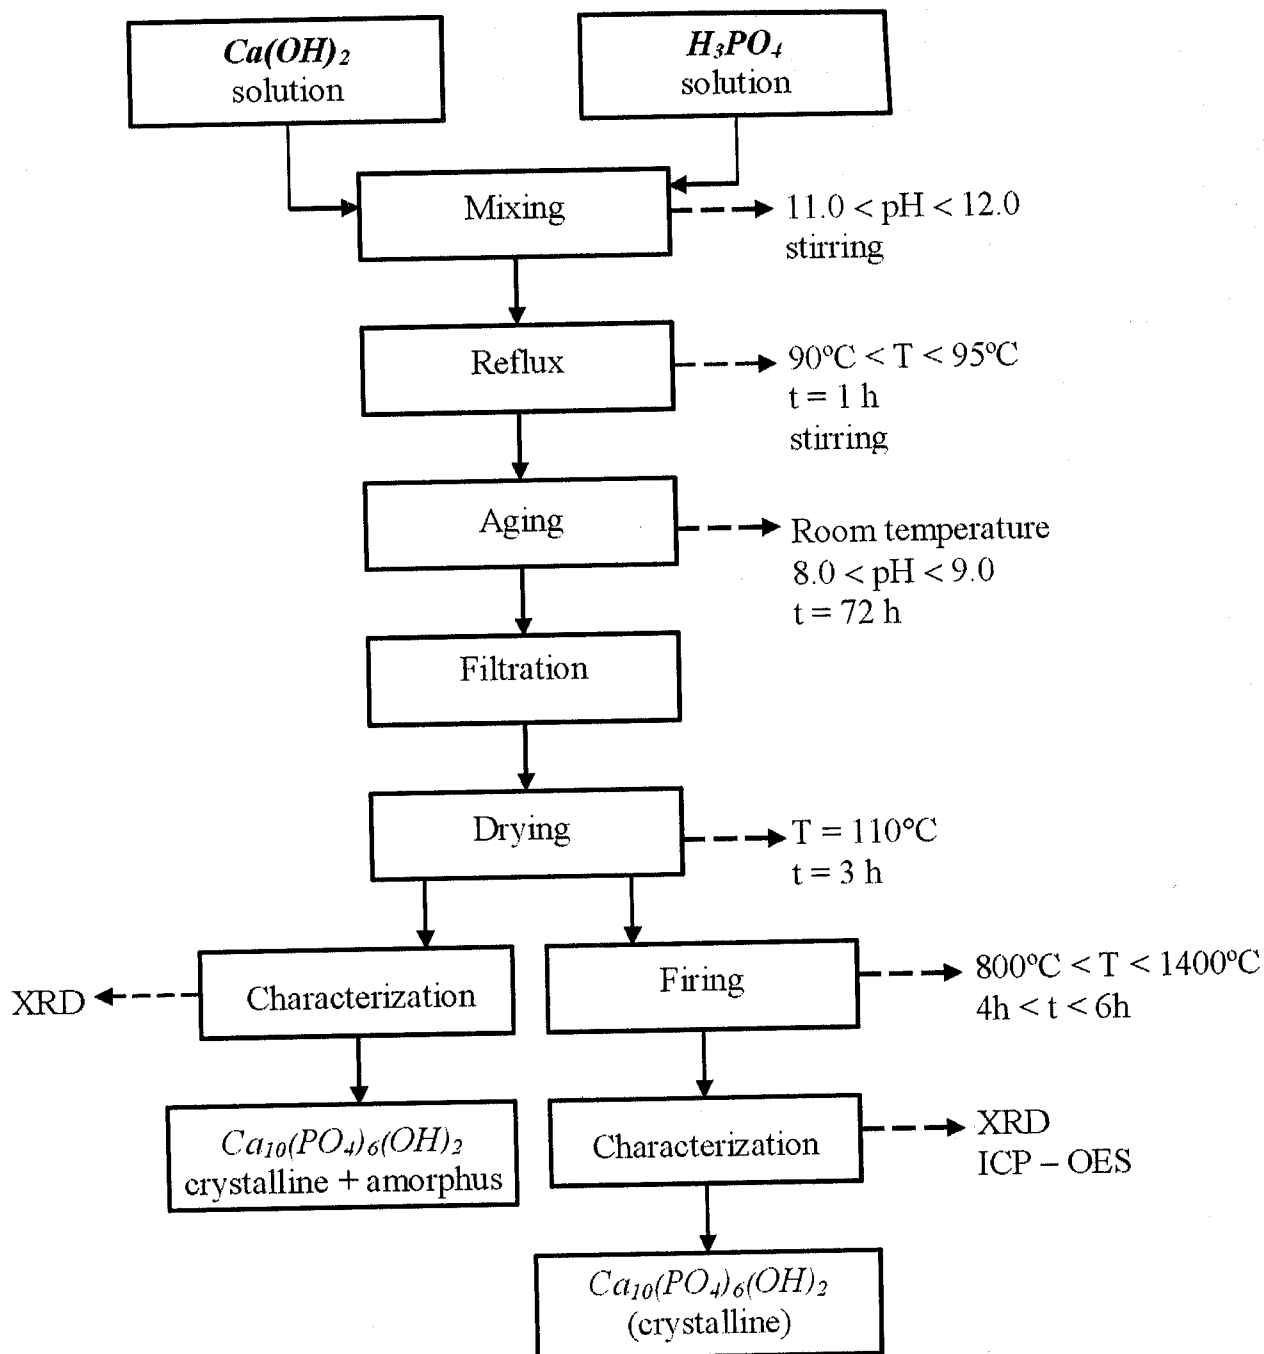 Ca(OH)₂
solution
H₃PO₄
solution
Mixing
11.0 < pH < 12.0
stirring
Reflux
90ºC < T < 95ºC
t = 1 h
stirring
Aging
Room temperature
8.0 < pH < 9.0
t = 72 h
Filtration
Drying
T = 110°C
t = 3 h
XRD
Characterization
Firing
800ºC < T < 1400ºC
4h < t < 6h
Ca₁₀(PO₄)₆(OH)₂
crystalline + amorphus
Characterization
XRD
ICP – OES
Ca₁₀(PO₄)₆(OH)₂
(crystalline)